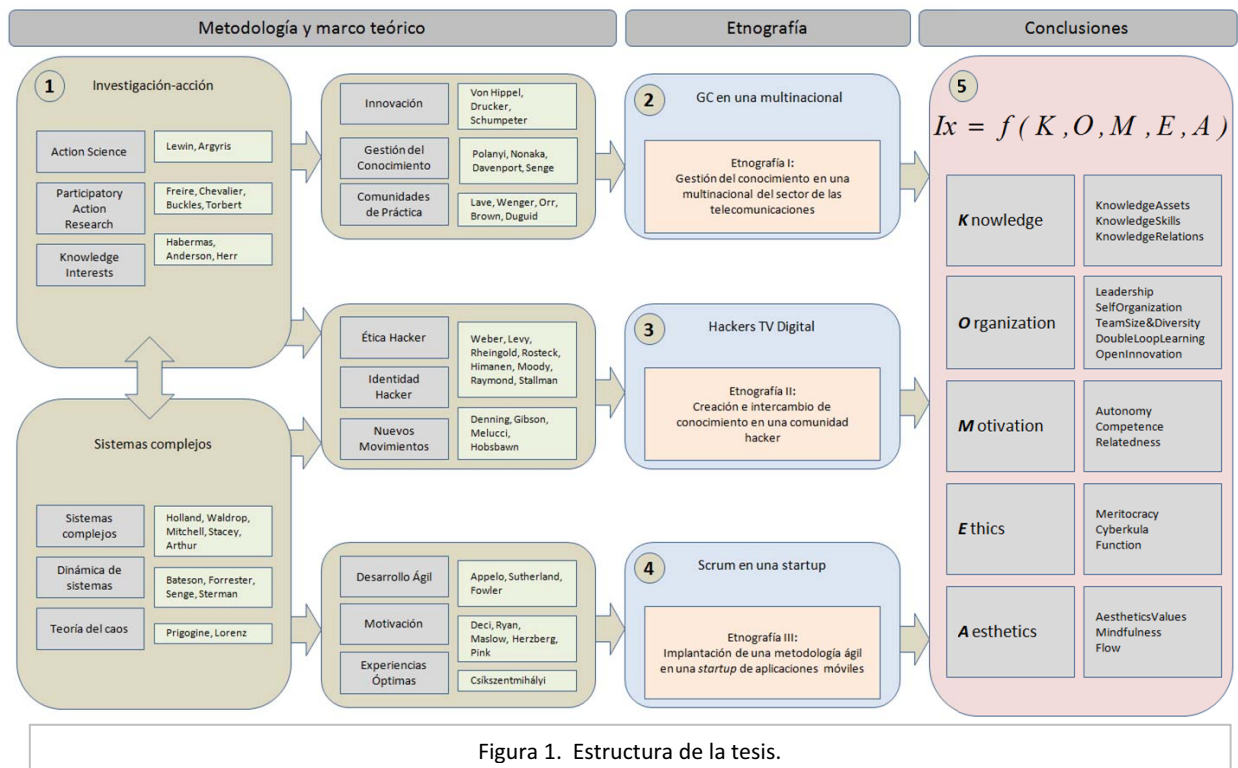 Metodología y marco teórico
Etnografía
Conclusiones
1
Investigación-acción
Action Science
Lewin, Argyris
Participatory
Action
Research
Freire, Chevalier,
Buckles, Torbert
Knowledge
Interests
Habermas,
Anderson, Herr
Sistemas complejos
Sistemas
complejos
Holland, Waldrop,
Mitchell, Stacey,
Arthur
Dinámica de
sistemas
Bateson, Forrester,
Senge, Sterman
Teoría del caos
Prigogine, Lorenz
Innovación
Von Hippel,
Drucker,
Schumpeter
Gestión del
Conocimiento
Polanyi, Nonaka,
Davenport, Senge
Comunidades
de Práctica
Lave, Wenger, Orr,
Brown, Duguid
Ética Hacker
Identidad
Hacker
Weber, Levy,
Rheingold, Rosteck,
Himanen, Moody,
Raymond, Stallman
Nuevos
Movimientos
Denning, Gibson,
Melucci,
Hobsbawn
Desarrollo Ágil
Appelo, Sutherland,
Fowler
Motivación
Deci, Ryan,
Maslow, Herzberg,
Pink
Experiencias
Óptimas
Csíkszentmihályi
2
GC en una multinacional
Etnografía I:
Gestión del conocimiento en una
multinacional del sector de las
telecomunicaciones
3
Hackers TV Digital
Etnografía II:
Creación e intercambio de
conocimiento en una comunidad
hacker
4
Scrum en una startup
Etnografía III:
Implantación de una metodología ágil
en una startup de aplicaciones móviles
5
Ix = f ( K , O , M , E , A )
K nowledge
KnowledgeAssets
KnowledgeSkills
KnowledgeRelations
O rganization
Leadership
SelfOrganization
TeamSize&Diversity
DoubleLoopLearning
OpenInnovation
M otivation
Autonomy
Competence
Relatedness
E thics
Meritocracy
Cyberkula
Function
A esthetics
AestheticsValues
Mindfulness
Flow
Figura 1. Estructura de la tesis.